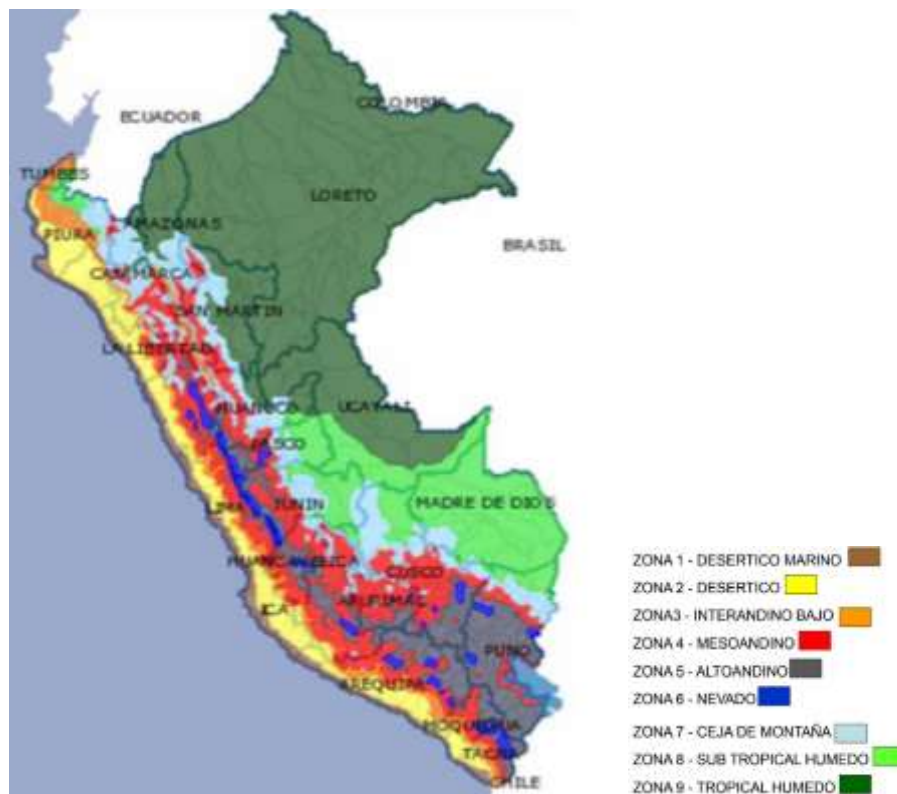 COLOMBIA
ECUADOR
TUMBES
LORETO
AMAZONAS
PIURA
BRASIL
CAJAMARCA
SAN MARTIN
LA LIBERTAD
HUANUCO
UCAYALI
PASCO
MADRE DE DIOS
LIMA
JUNIN
HUANCAVELICA
CUSCO
APURIMAC
ICA
PUNO
AREQUIPA
MOQUEGUA
TACNA
CHILE
ZONA 1 - DESERTICO MARINO
ZONA 2 - DESERTICO
ZONA3 - INTERANDINO BAJO
ZONA 4 - MESOANDINO
ZONA 5 - ALTOANDINO
ZONA 6 - NEVADO
ZONA 7 - CEJA DE MONTAÑA
ZONA 8 - SUB TROPICAL HUMEDO
ZONA 9 - TROPICAL HUMEDO